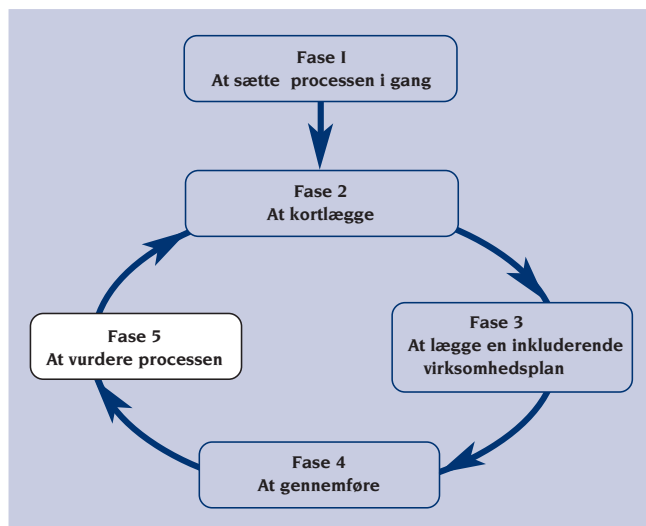 Fase 1
At sætte processen i gang
Fase 2
At kortlægge
Fase 3
At lægge en inkluderende
virksomhedsplan
Fase 4
At gennemføre
Fase 5
At vurdere processen